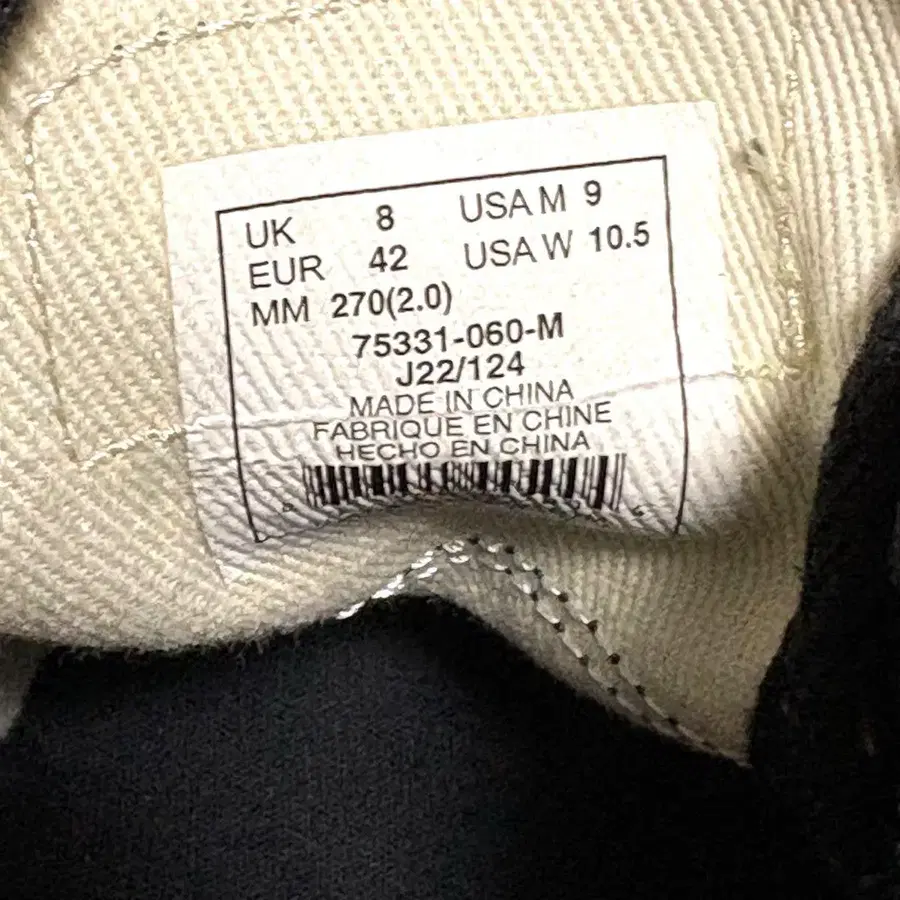 UK 8 USA M 9
EUR 42 USA W 10.5
MM 270(2.0)
75331-060-M
J22/124
MADE IN CHINA
FABRIQUE EN CHINE
HECHO EN CHINA